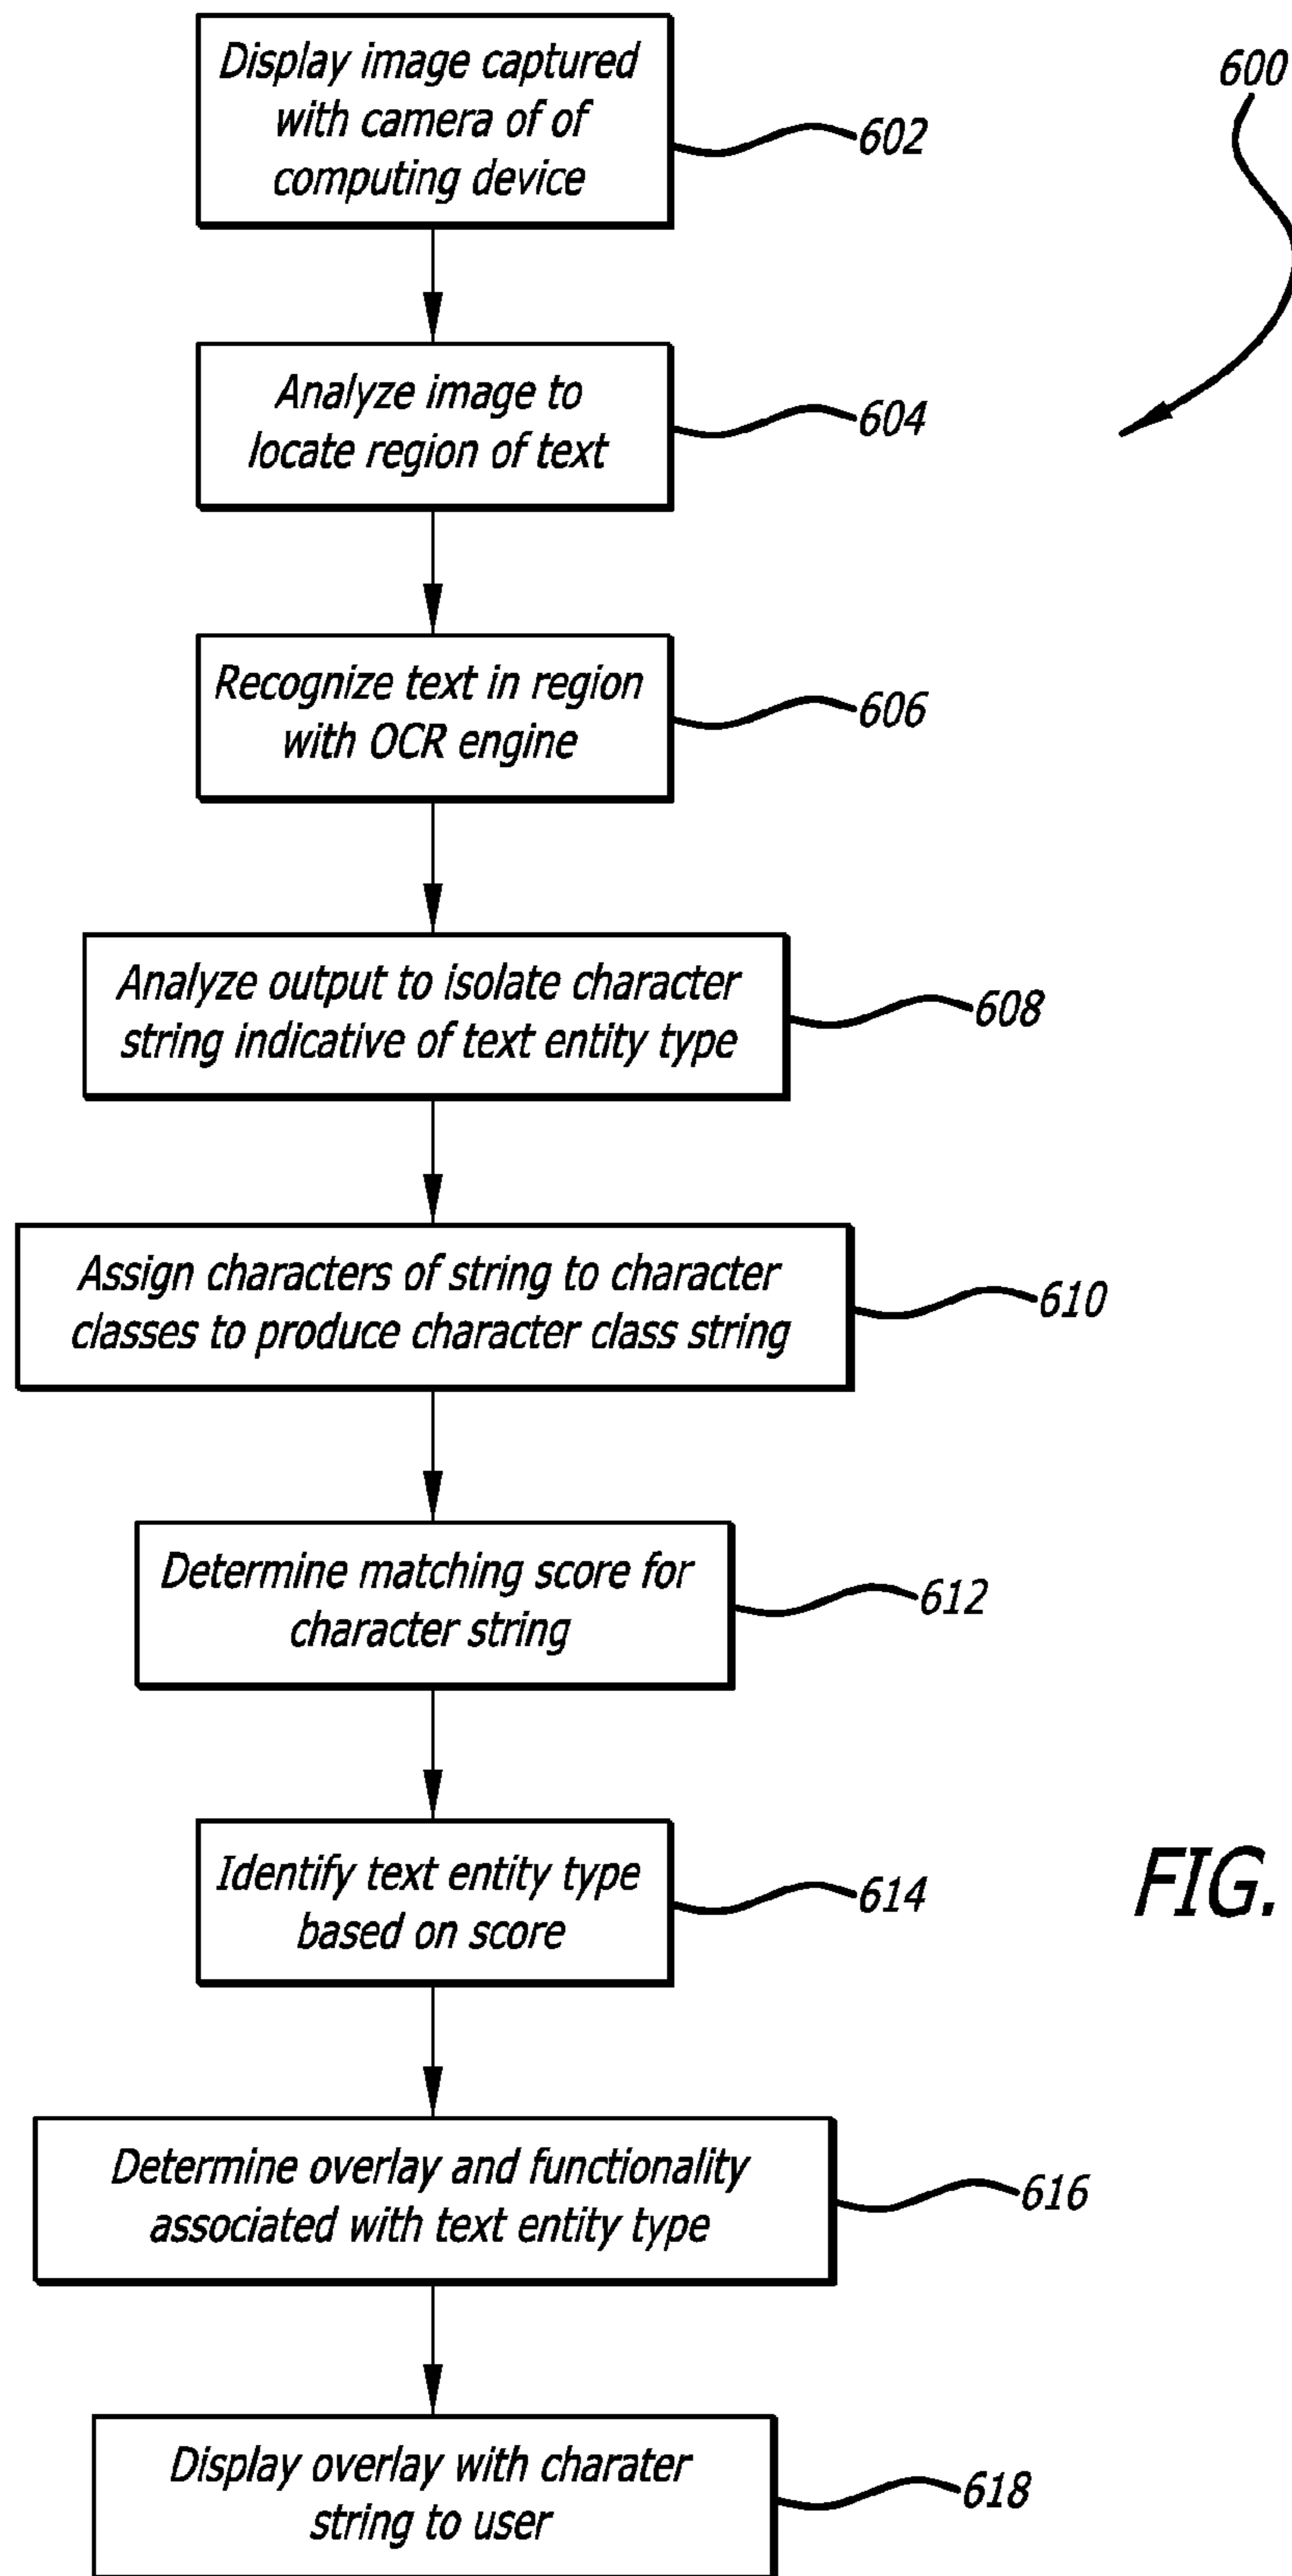 Display image captured
with camera of of
computing device
602
600
Analyze image to
locate region of text
604
Recognize text in region
with OCR engine
606
Analyze output to isolate character
string indicative of text entity type
608
Assign characters of string to character
classes to produce character class string
610
Determine matching score for
character string
612
Identify text entity type
based on score
614
FIG.
Determine overlay and functionality
associated with text entity type
616
Display overlay with charater
string to user
618